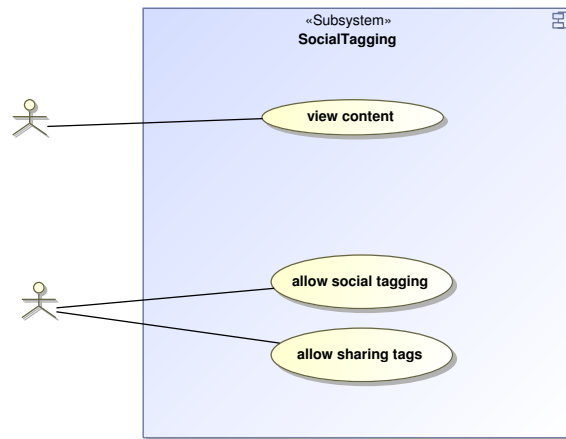 «Subsystem»
SocialTagging
view content
allow social tagging
allow sharing tags